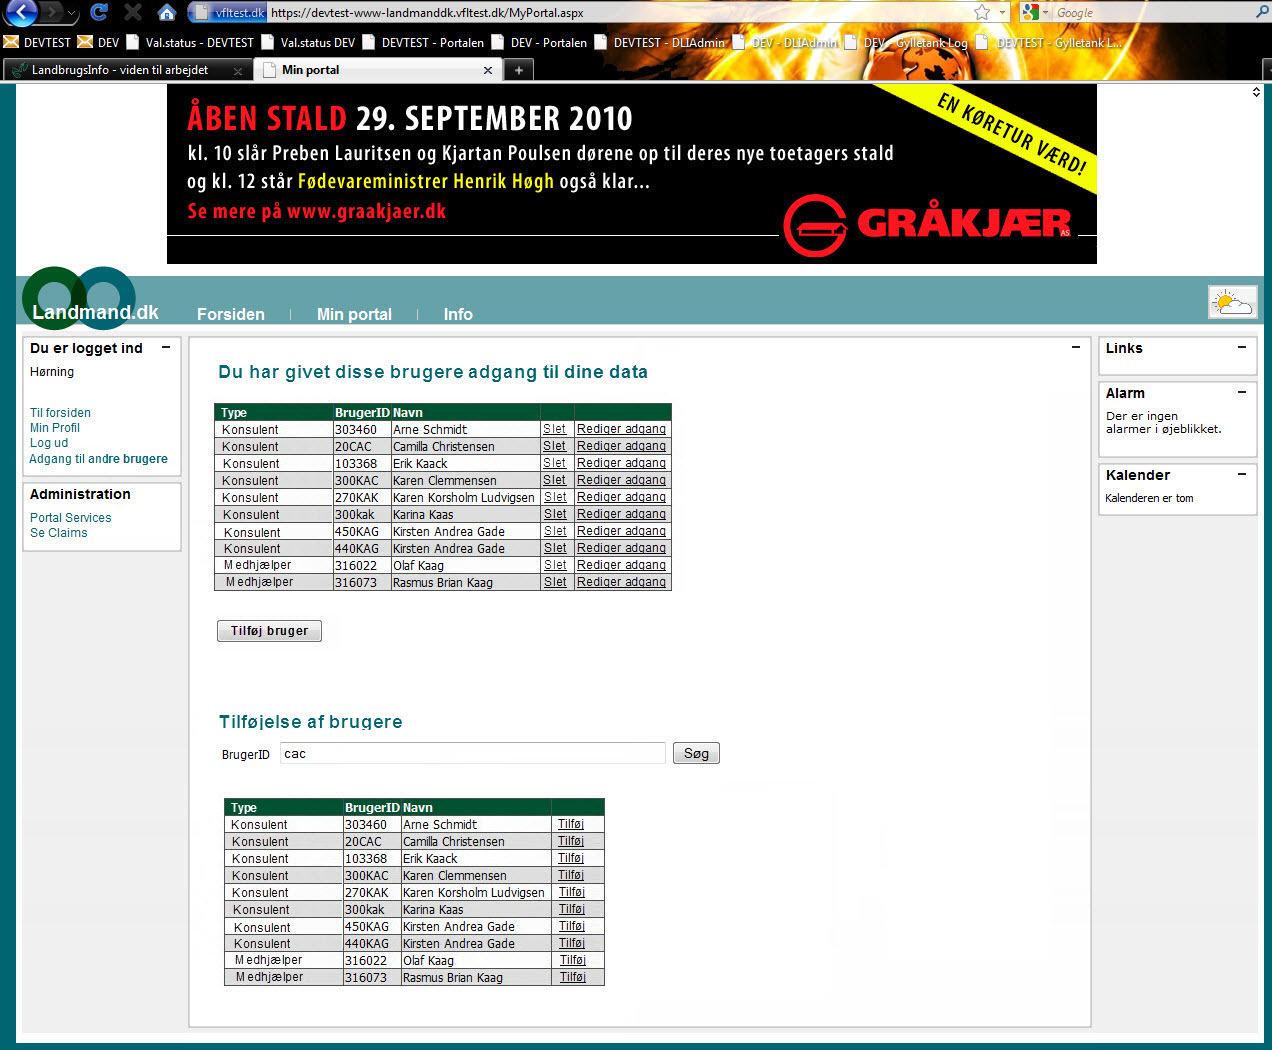 vfltest.dk https://devtest-www-landmanddk.vfltest.dk/MyPortal.aspx Google
DEVTEST DEV Val.status - DEVTEST Val.status DEV DEVTEST - Portalen DEV - Portalen DEVTEST - DLIAdmin DEV - DLIAdmin DEV - Gylletank Log DEVTEST - Gylletank L...
LandbrugsInfo - viden til arbejdet Min portal
ÅBEN STALD 29. SEPTEMBER 2010
EN KØRETUR VÆRD!
kl. 10 slår Preben Lauritsen og Kjartan Poulsen dørene op til deres nye toetagers stald
og kl. 12 står Fødevareministrer Henrik Høgh også klar...
Se mere på www.graakjaer.dk
GRÅKJÆR AS
Landmand.dk Forsiden Min portal Info
Du er logget ind
Hørning
Til forsiden
Min Profil
Log ud
Adgang til andre brugere
Administration
Portal Services
Se Claims
Du har givet disse brugere adgang til dine data
Type BrugerID Navn
Konsulent 303460 Arne Schmidt Slet Rediger adgang
Konsulent 20CAC Camilla Christensen Slet Rediger adgang
Konsulent 103368 Erik Kaack Slet Rediger adgang
Konsulent 300KAC Karen Clemmensen Slet Rediger adgang
Konsulent 270KAK Karen Korsholm Ludvigsen Slet Rediger adgang
Konsulent 300kak Karina Kaas Slet Rediger adgang
Konsulent 450KAG Kirsten Andrea Gade Slet Rediger adgang
Konsulent 440KAG Kirsten Andrea Gade Slet Rediger adgang
Medhjælper 316022 Olaf Kaag Slet Rediger adgang
Medhjælper 316073 Rasmus Brian Kaag Slet Rediger adgang
Tilføj bruger
Tilføjelse af brugere
BrugerID cac Søg
Type BrugerID Navn
Konsulent 303460 Arne Schmidt Tilføj
Konsulent 20CAC Camilla Christensen Tilføj
Konsulent 103368 Erik Kaack Tilføj
Konsulent 300KAC Karen Clemmensen Tilføj
Konsulent 270KAK Karen Korsholm Ludvigsen Tilføj
Konsulent 300kak Karina Kaas Tilføj
Konsulent 450KAG Kirsten Andrea Gade Tilføj
Konsulent 440KAG Kirsten Andrea Gade Tilføj
Medhjælper 316022 Olaf Kaag Tilføj
Medhjælper 316073 Rasmus Brian Kaag Tilføj
Links
Alarm
Der er ingen
alarmer i øjeblikket.
Kalender
Kalenderen er tom